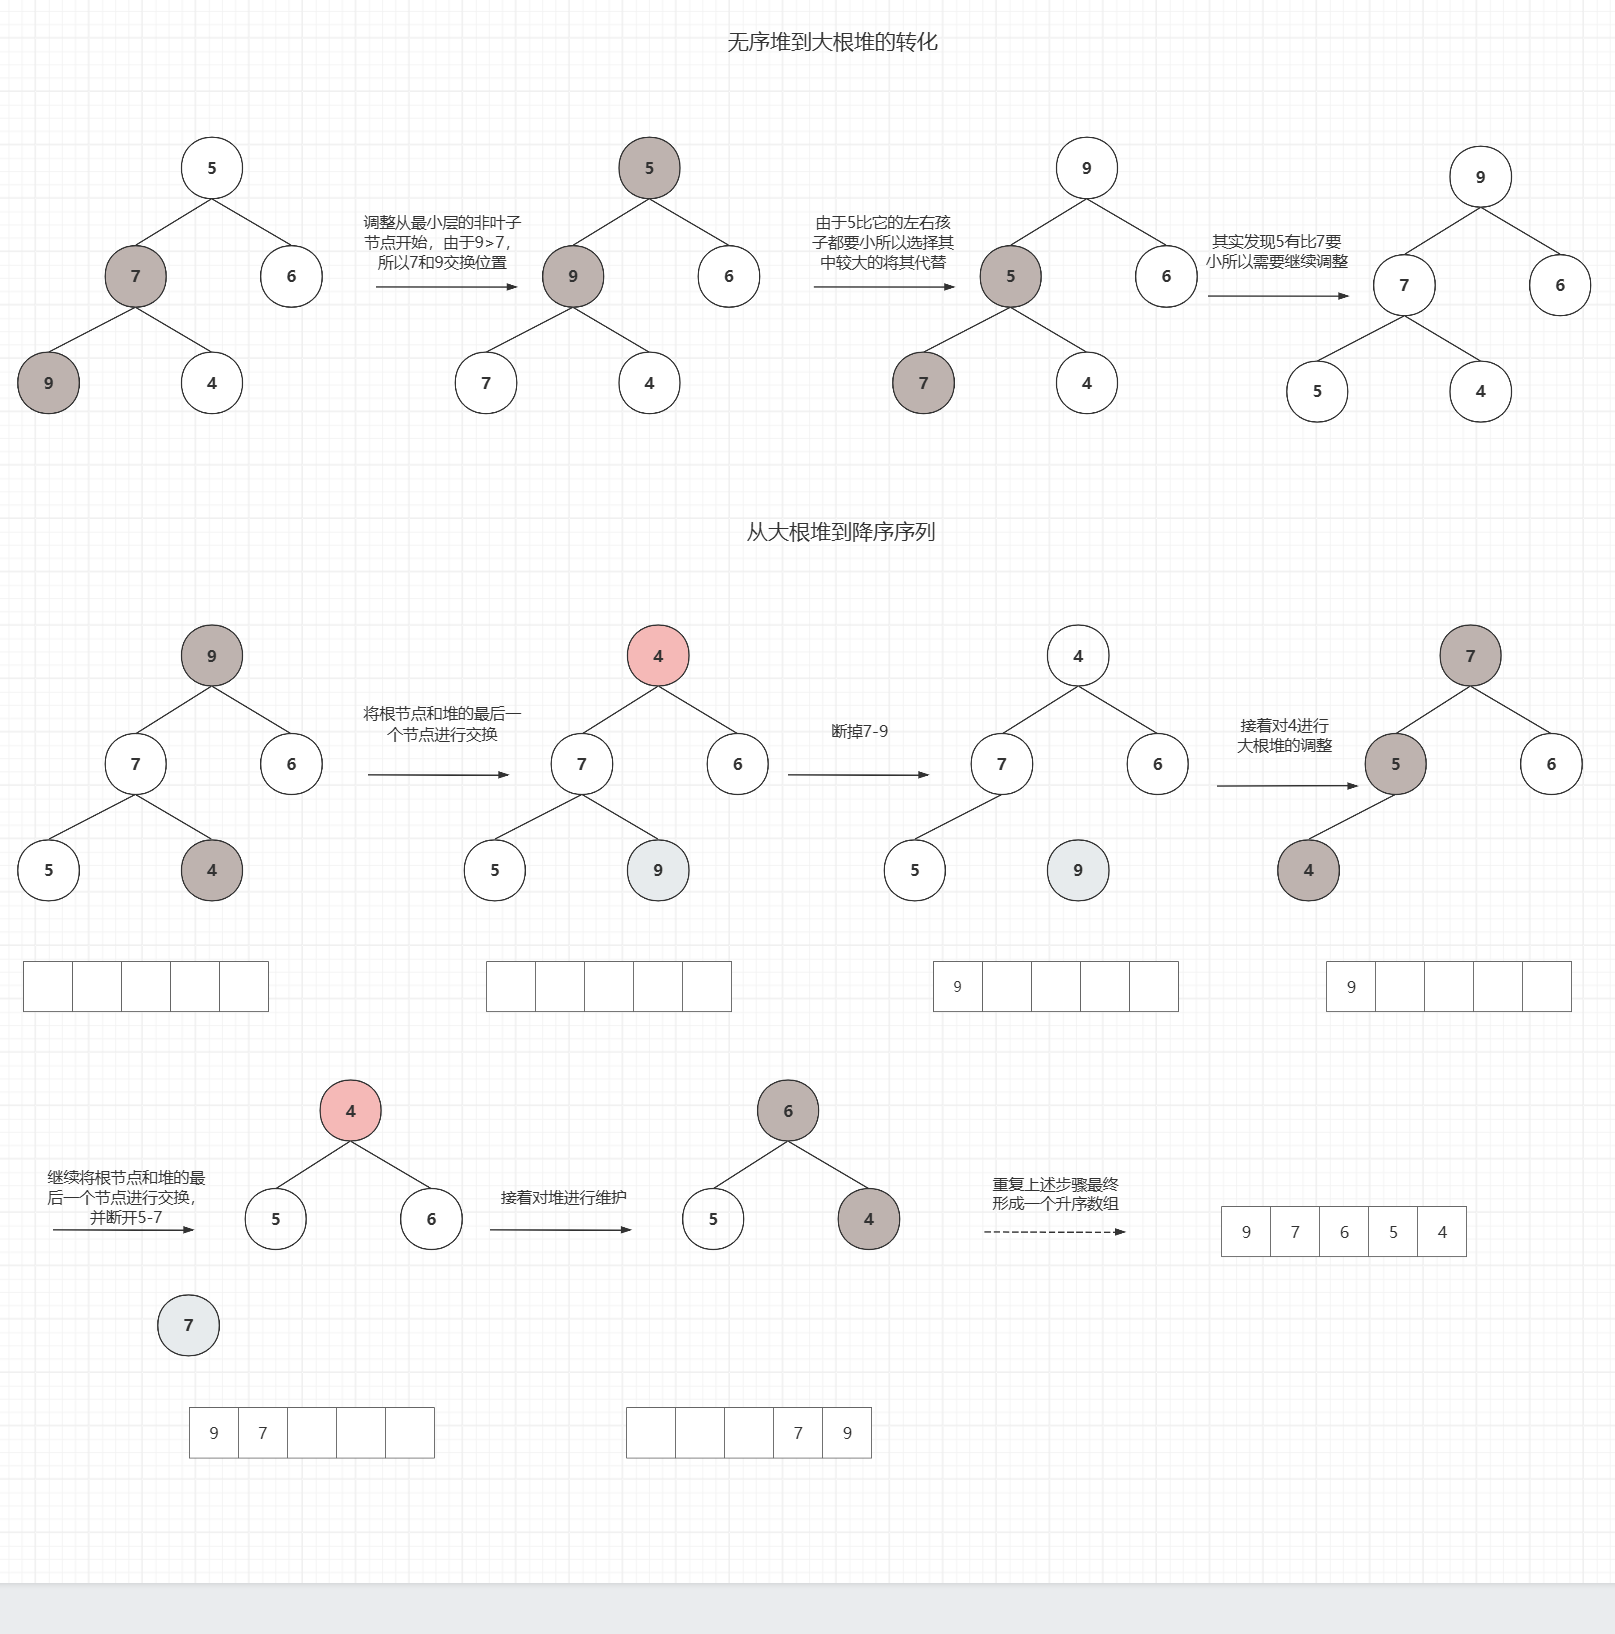 无序堆到大根堆的转化
5
7
6
9
4
调整从最小层的非叶子
节点开始，由于9>7，
所以7和9交换位置
5
9
6
7
4
由于5比它的左右孩
子都要小所以选择其
中较大的将其代替
9
5
6
7
4
其实发现5有比7要
小所以需要继续调整
9
7
6
5
4
从大根堆到降序序列
9
7
6
5
4
将根节点和堆的最后一
个节点进行交换
4
7
6
5
9
断掉7-9
4
7
6
5
9
接着对4进行
大根堆的调整
7
5
6
4
9
9
继续将根节点和堆的最
后一个节点进行交换，
并断开5-7
4
5
6
7
接着对堆进行维护
6
5
4
重复上述步骤最终
形成一个升序数组
9 7 6 5 4
9 7
7 9